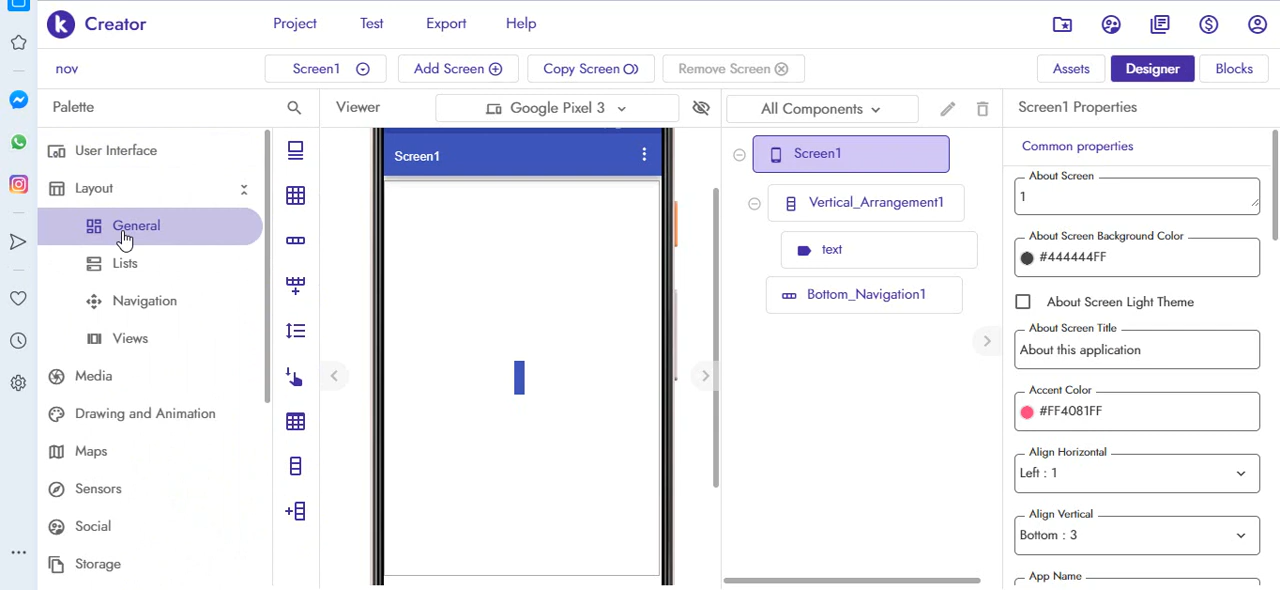 k Creator Project Test Export Help
nov Screen1 Add Screen Copy Screen Remove Screen Assets Designer Blocks
Palette
Viewer
Google Pixel 3
All Components
Screen1 Properties
User Interface
Layout
General
Lists
Navigation
Views
Media
Drawing and Animation
Maps
Sensors
Social
Storage
Screen1
Screen1
Vertical_Arrangement1
text
Bottom_Navigation1
Common properties
About Screen
1
About Screen Background Color
#444444FF
About Screen Light Theme
About Screen Title
About this application
Accent Color
#FF4081FF
Align Horizontal
Left : 1
Align Vertical
Bottom : 3
App Name